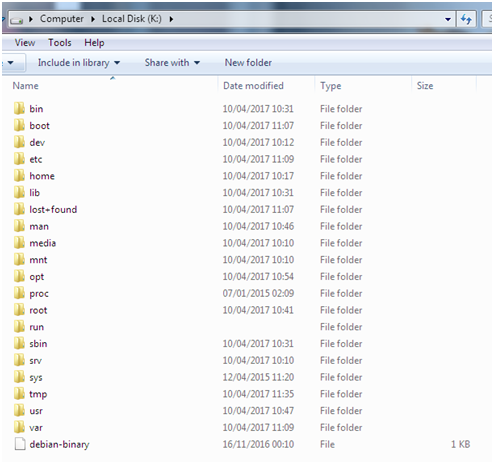 Computer ▸ Local Disk (K:) ▸
View Tools Help
Include in library Share with New folder
Name Date modified Type Size
bin 10/04/2017 10:31 File folder
boot 10/04/2017 11:07 File folder
dev 10/04/2017 10:12 File folder
etc 10/04/2017 11:09 File folder
home 10/04/2017 10:17 File folder
lib 10/04/2017 10:31 File folder
lost+found 10/04/2017 11:07 File folder
man 10/04/2017 10:46 File folder
media 10/04/2017 10:10 File folder
mnt 10/04/2017 10:10 File folder
opt 10/04/2017 10:54 File folder
proc 07/01/2015 02:09 File folder
root 10/04/2017 10:41 File folder
run File folder
sbin 10/04/2017 10:31 File folder
srv 10/04/2017 10:10 File folder
sys 12/04/2015 11:20 File folder
tmp 10/04/2017 11:35 File folder
usr 10/04/2017 10:47 File folder
var 10/04/2017 11:09 File folder
debian-binary 16/11/2016 00:10 File 1 KB